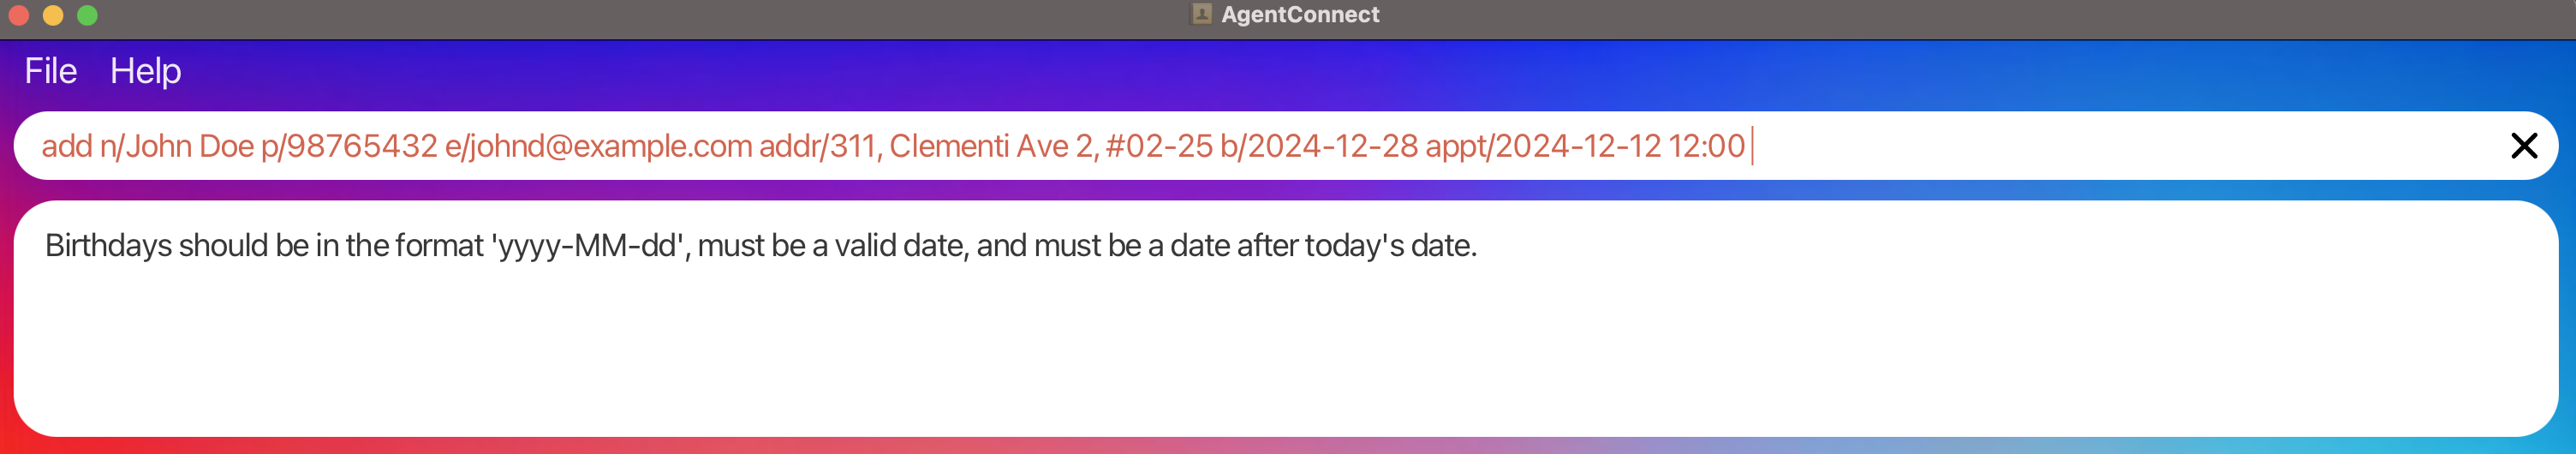 AgentConnect
File Help
add n/John Doe p/98765432 e/johnd@example.com addr/311, Clementi Ave 2, #02-25 b/2024-12-28 appt/2024-12-12 12:00
Birthdays should be in the format 'yyyy-MM-dd', must be a valid date, and must be a date after today's date.